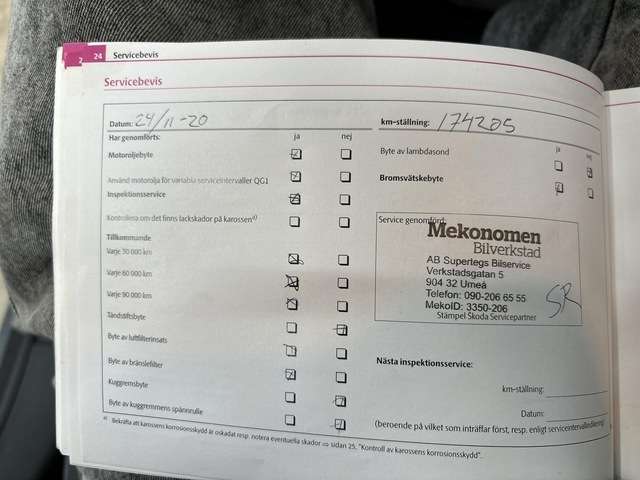 24 Servicebevis
2
Servicebevis
Datum: 24/11-20
km-ställning: 174205
Har genomförts: ja nej
Motoroljebyte
Använd motorolja för variabla serviceintervaller QG1
Inspektionsservice
Kontrollera om det finns lackskador på karossen a)
Tillkommande
Varje 30 000 km
Varje 60 000 km
Varje 90 000 km
Tändstiftsbyte
Byte av luftfilterinsats
Byte av bränslefilter
Kuggremsbyte
Byte av kuggremmens spännrulle
ja nej
Byte av lambdasond
Bromsvätskebyte
Service genomförd:
Mekonomen
Bilverkstad
AB Supertegs Bilservice
Verkstadsgatan 5
904 32 Umeå
Telefon: 090-206 65 55
MekoID: 3350-206
SR
Stämpel Skoda Servicepartner
Nästa inspektionsservice:
km-ställning:
Datum:
(beroende på vilket som inträffar först, resp. enligt serviceintervallindikering)
a) Bekräfta att karossens korrosionsskydd är oskadat resp. notera eventuella skador ⇒ sidan 25, "Kontroll av karossens korrosionsskydd".